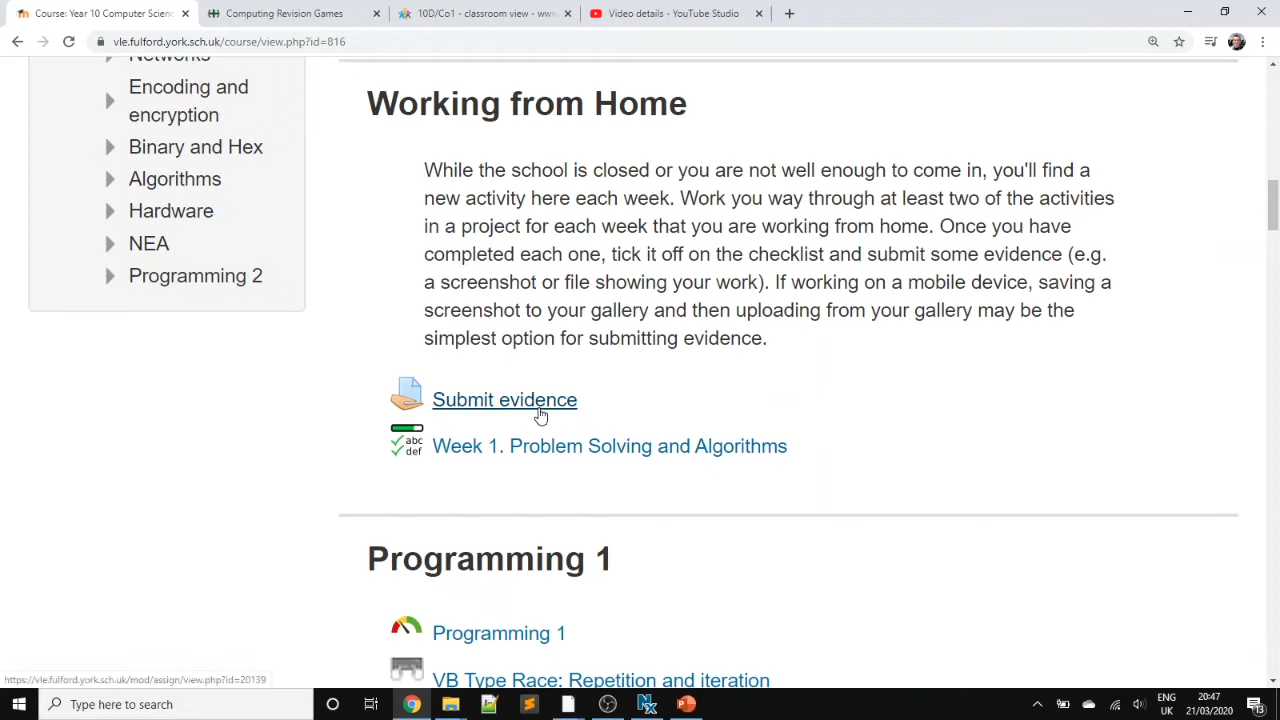 Course: Year 10 Computer Scienc
Computing Revision Games
10D/Co1 - classroom view - www
Video details - YouTube Studio
vle.fulford.york.sch.uk/course/view.php?id=816
Networks
Encoding and
encryption
Binary and Hex
Algorithms
Hardware
NEA
Programming 2
Working from Home
While the school is closed or you are not well enough to come in, you'll find a
new activity here each week. Work you way through at least two of the activities
in a project for each week that you are working from home. Once you have
completed each one, tick it off on the checklist and submit some evidence (e.g.
a screenshot or file showing your work). If working on a mobile device, saving a
screenshot to your gallery and then uploading from your gallery may be the
simplest option for submitting evidence.
Submit evidence
abc
def
Week 1. Problem Solving and Algorithms
Programming 1
Programming 1
VB Type Race: Repetition and iteration
https://vle.fulford.york.sch.uk/mod/assign/view.php?id=20139
Type here to search
ENG
UK
20:47
21/03/2020
13